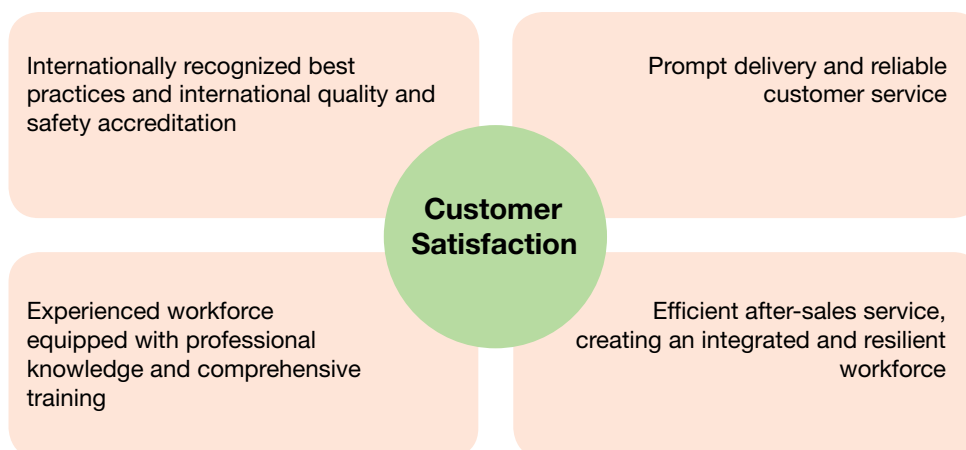 Internationally recognized best
practices and international quality and
safety accreditation
Prompt delivery and reliable
customer service
Customer
Satisfaction
Experienced workforce
equipped with professional
knowledge and comprehensive
training
Efficient after-sales service,
creating an integrated and resilient
workforce